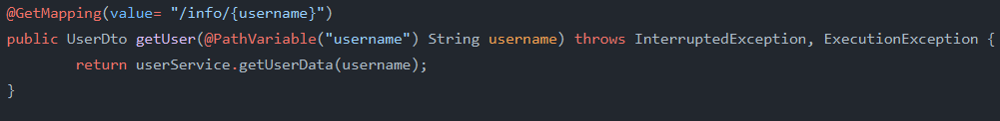 @GetMapping(value= "/info/{username}")
public UserDto getUser(@PathVariable("username") String username) throws InterruptedException, ExecutionException {
        return userService.getUserData(username);
}